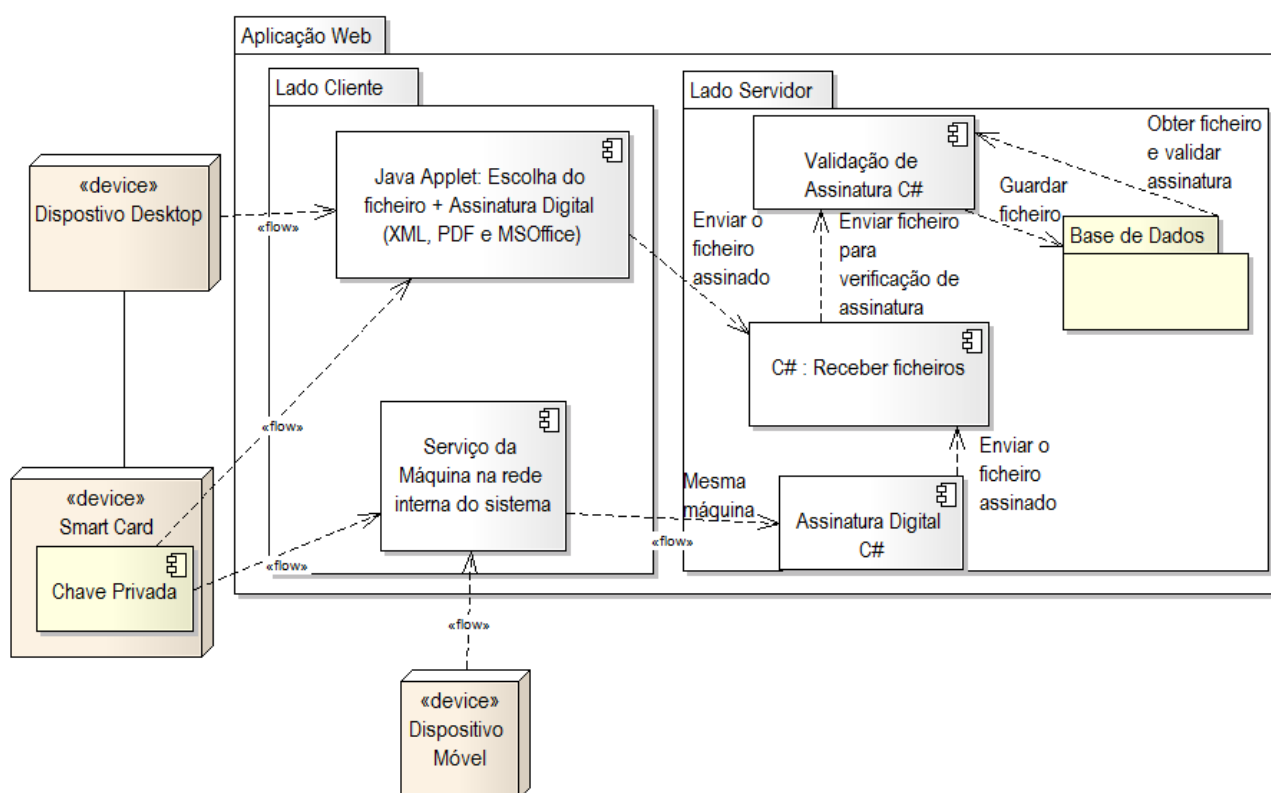 Aplicação Web
Lado Cliente
Lado Servidor
«device»
Dispostivo Desktop
«flow»
Java Applet: Escolha do
ficheiro + Assinatura Digital
(XML, PDF e MSOffice)
Enviar o
ficheiro
assinado
Validação de
Assinatura C#
Obter ficheiro
e validar
assinatura
Guardar
ficheiro
Enviar ficheiro
para
verificação de
assinatura
Base de Dados
C# : Receber ficheiros
«flow»
Serviço da
Máquina na rede
interna do sistema
Mesma
máquina
«flow»
Assinatura Digital
C#
Enviar o
ficheiro
assinado
«device»
Smart Card
Chave Privada
«flow»
«flow»
«device»
Dispositivo
Móvel